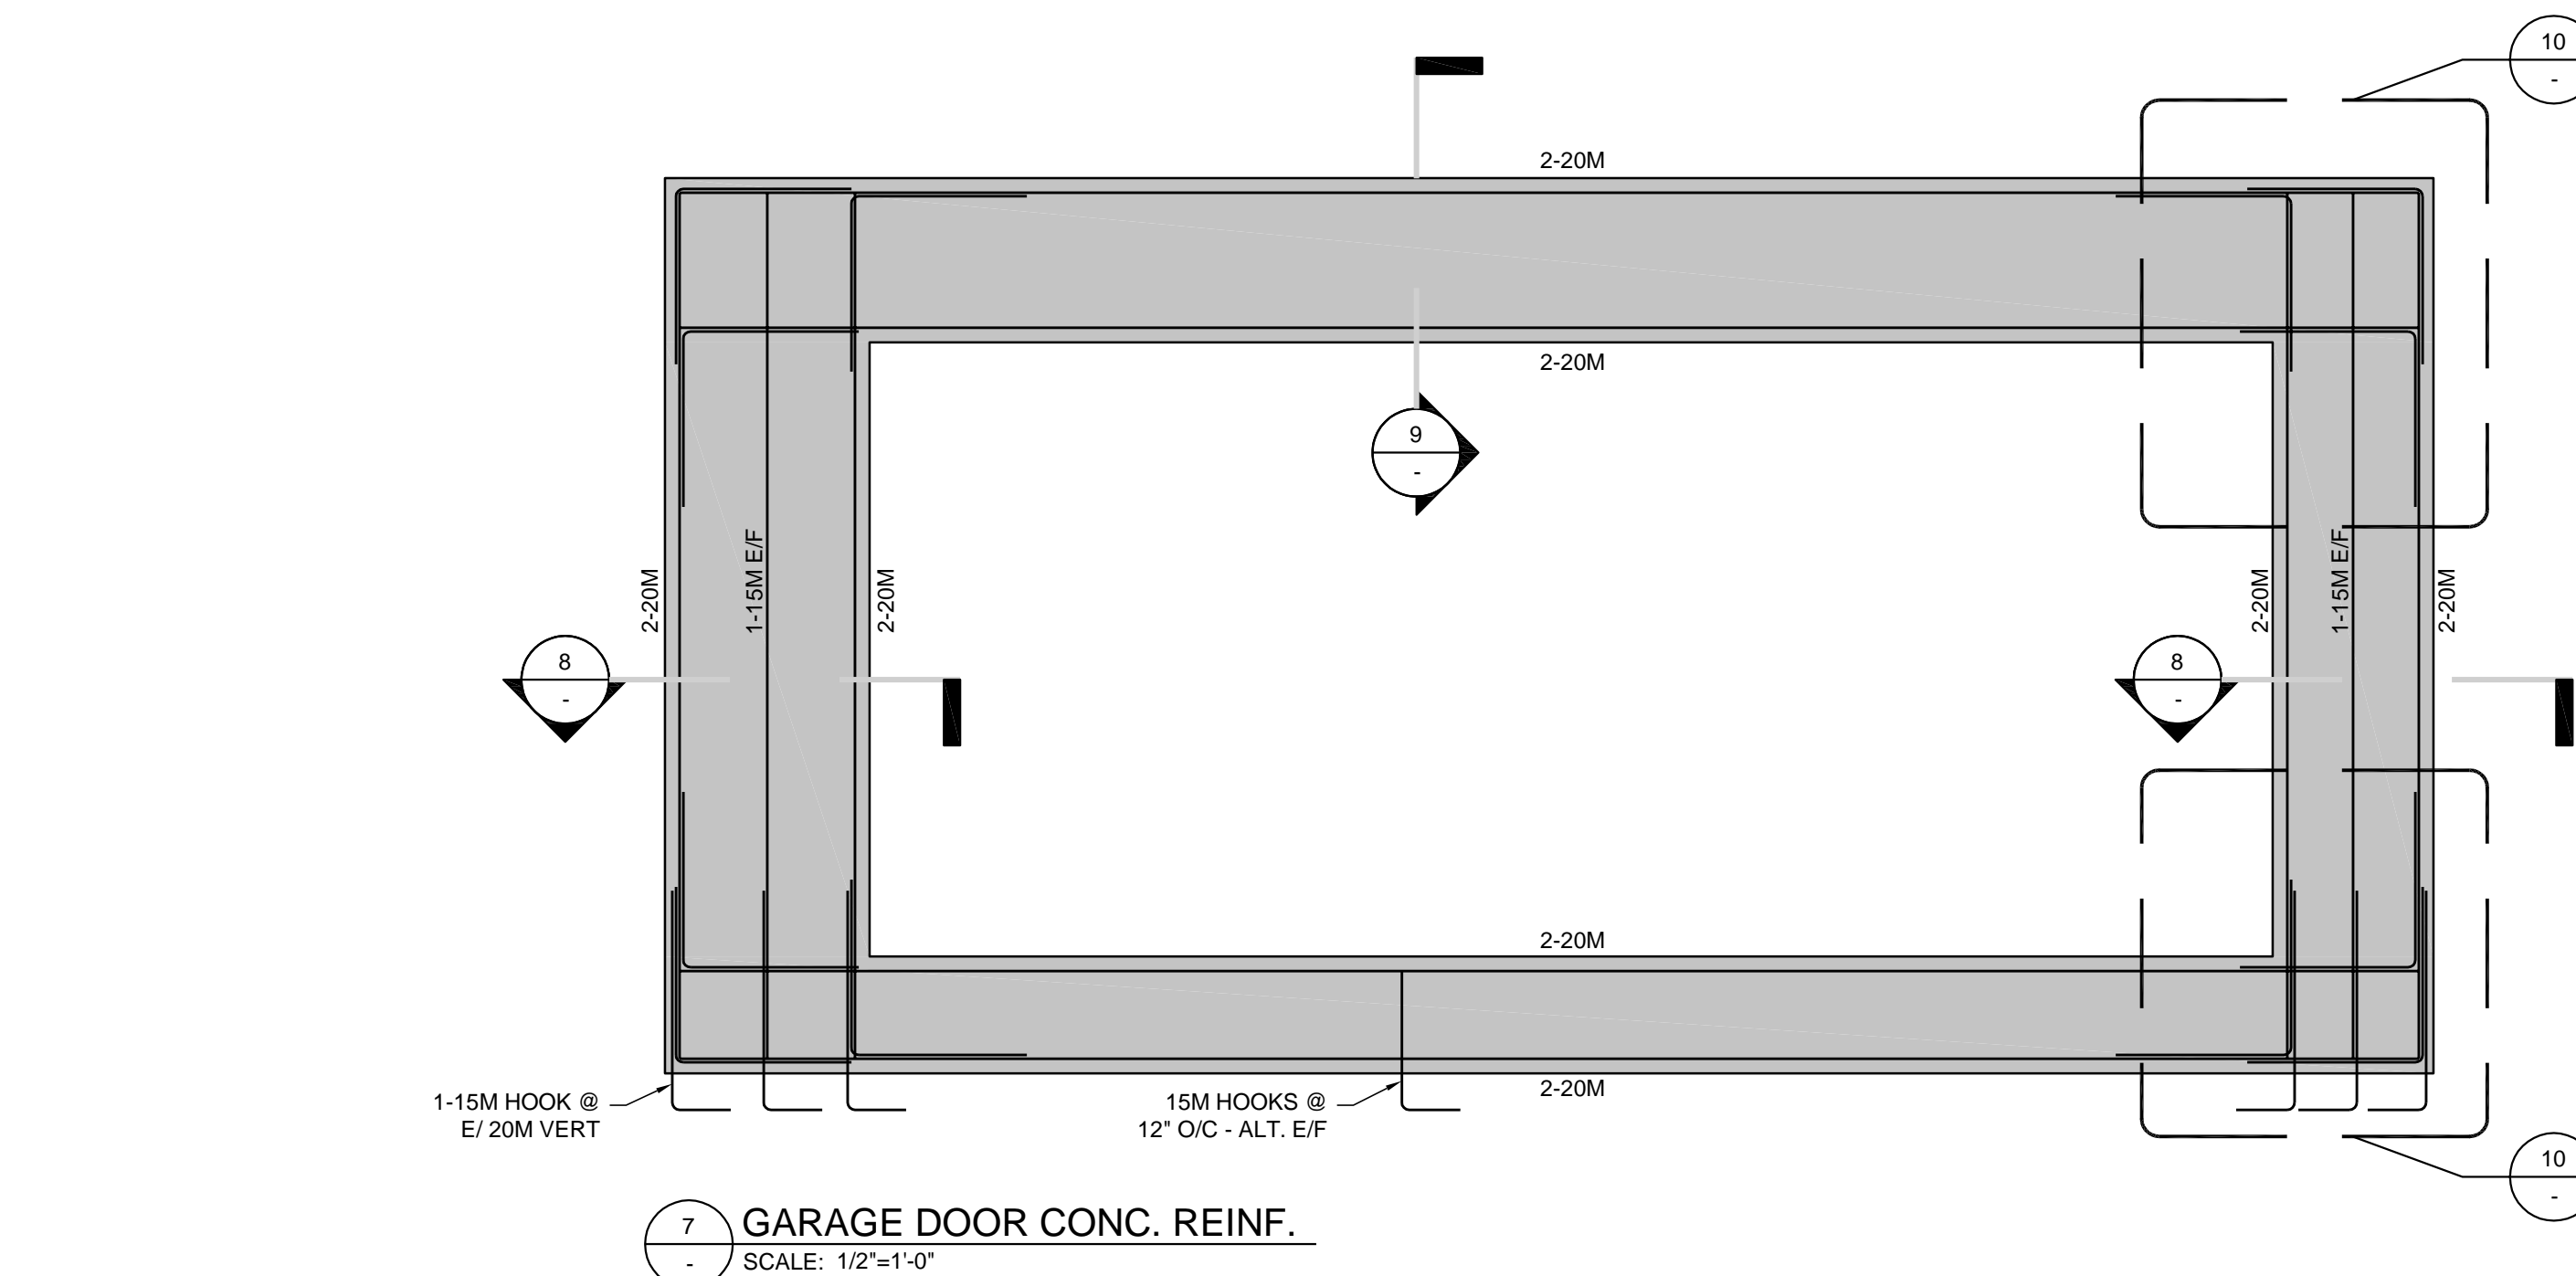 10
-
2-20M
2-20M
9
-
2-20M
1-15M E/F
2-20M
2-20M
1-15M E/F
2-20M
8
-
8
-
2-20M
2-20M
1-15M HOOK @
E/ 20M VERT
15M HOOKS @
12" O/C - ALT. E/F
10
-
7
-
GARAGE DOOR CONC. REINF.
SCALE: 1/2"=1'-0"